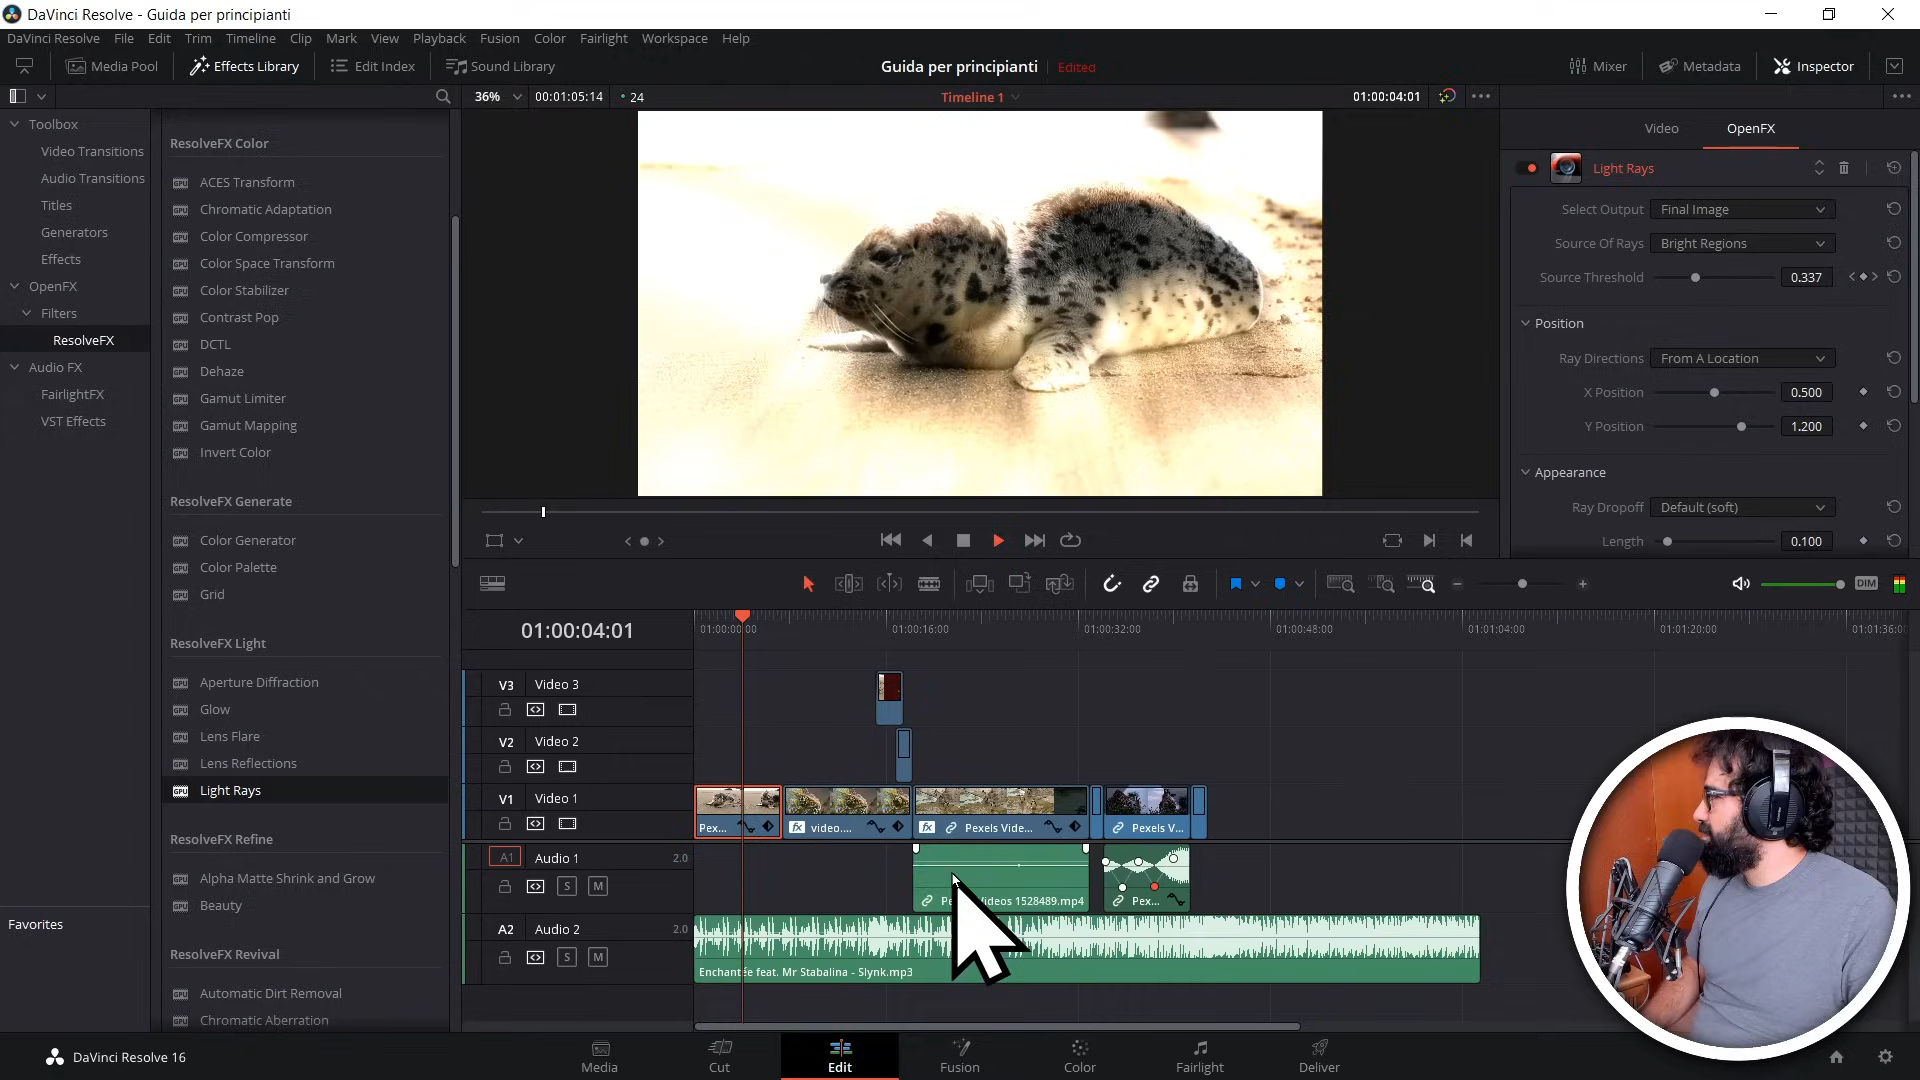 DaVinci Resolve - Guida per principianti
DaVinci Resolve File Edit Trim Timeline Clip Mark View Playback Fusion Color Fairlight Workspace Help
Media Pool Effects Library Edit Index Sound Library Guida per principianti Edited Mixer Metadata Inspector
36% 00:01:05:14 24 Timeline 1 01:00:04:01
Toolbox
Video Transitions
Audio Transitions
Titles
Generators
Effects
OpenFX
Filters
ResolveFX
Audio FX
FairlightFX
VST Effects
Favorites
ResolveFX Color
ACES Transform
Chromatic Adaptation
Color Compressor
Color Space Transform
Color Stabilizer
Contrast Pop
DCTL
Dehaze
Gamut Limiter
Gamut Mapping
Invert Color
ResolveFX Generate
Color Generator
Color Palette
Grid
ResolveFX Light
Aperture Diffraction
Glow
Lens Flare
Lens Reflections
Light Rays
ResolveFX Refine
Alpha Matte Shrink and Grow
Beauty
ResolveFX Revival
Automatic Dirt Removal
Chromatic Aberration
Video OpenFX
Light Rays
Select Output Final Image
Source Of Rays Bright Regions
Source Threshold 0.337
Position
Ray Directions From A Location
X Position 0.500
Y Position 1.200
Appearance
Ray Dropoff Default (soft)
Length 0.100
DIM
01:00:04:01 01:00:00:00 01:00:16:00 01:00:32:00 01:00:48:00 01:01:04:00 01:01:20:00 01:01:36:0
V3 Video 3
V2 Video 2
V1 Video 1
Pex... fx video.... fx Pexels Vide... Pexels V...
A1 Audio 1 2.0
S M
ideos 1528489.mp4 Pex...
A2 Audio 2 2.0
S M
Enchantée feat. Mr Stabalina - Slynk.mp3
DaVinci Resolve 16 Media Cut Edit Fusion Color Fairlight Deliver